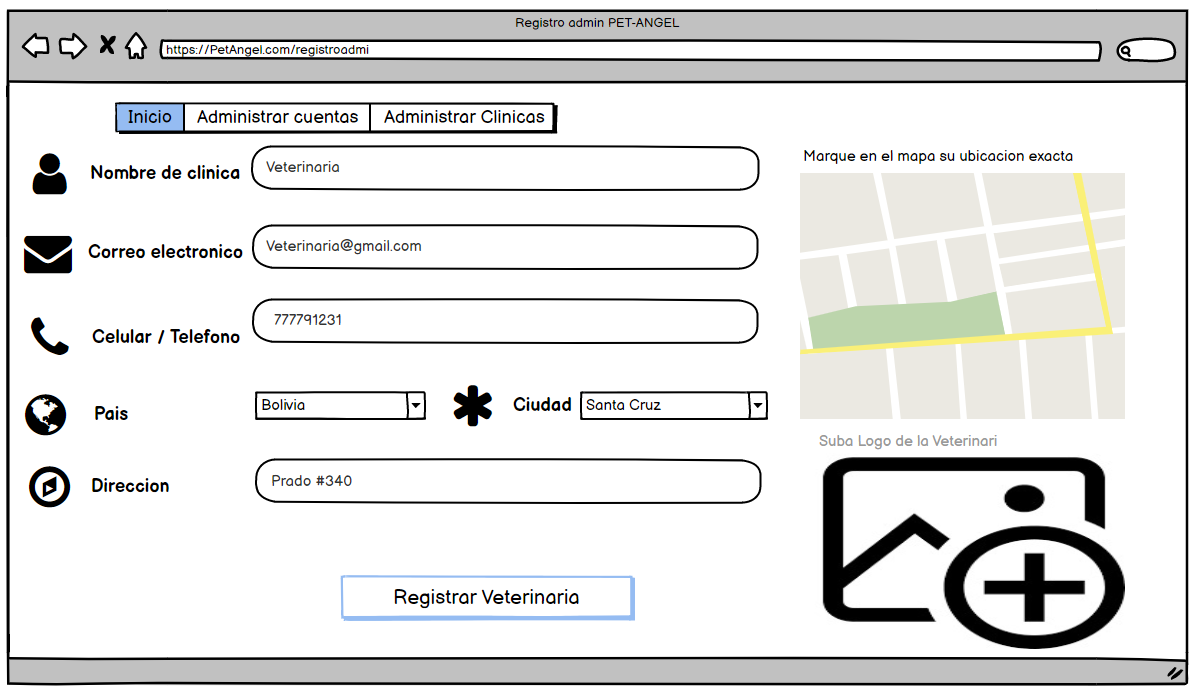 Registro admin PET-ANGEL
https://PetAngel.com/registroadmi
Inicio Administrar cuentas Administrar Clinicas
Nombre de clinica Veterinaria
Marque en el mapa su ubicacion exacta
Correo electronico Veterinaria@gmail.com
Celular / Telefono 777791231
Pais Bolivia Ciudad Santa Cruz
Suba Logo de la Veterinari
Direccion Prado #340
Registrar Veterinaria